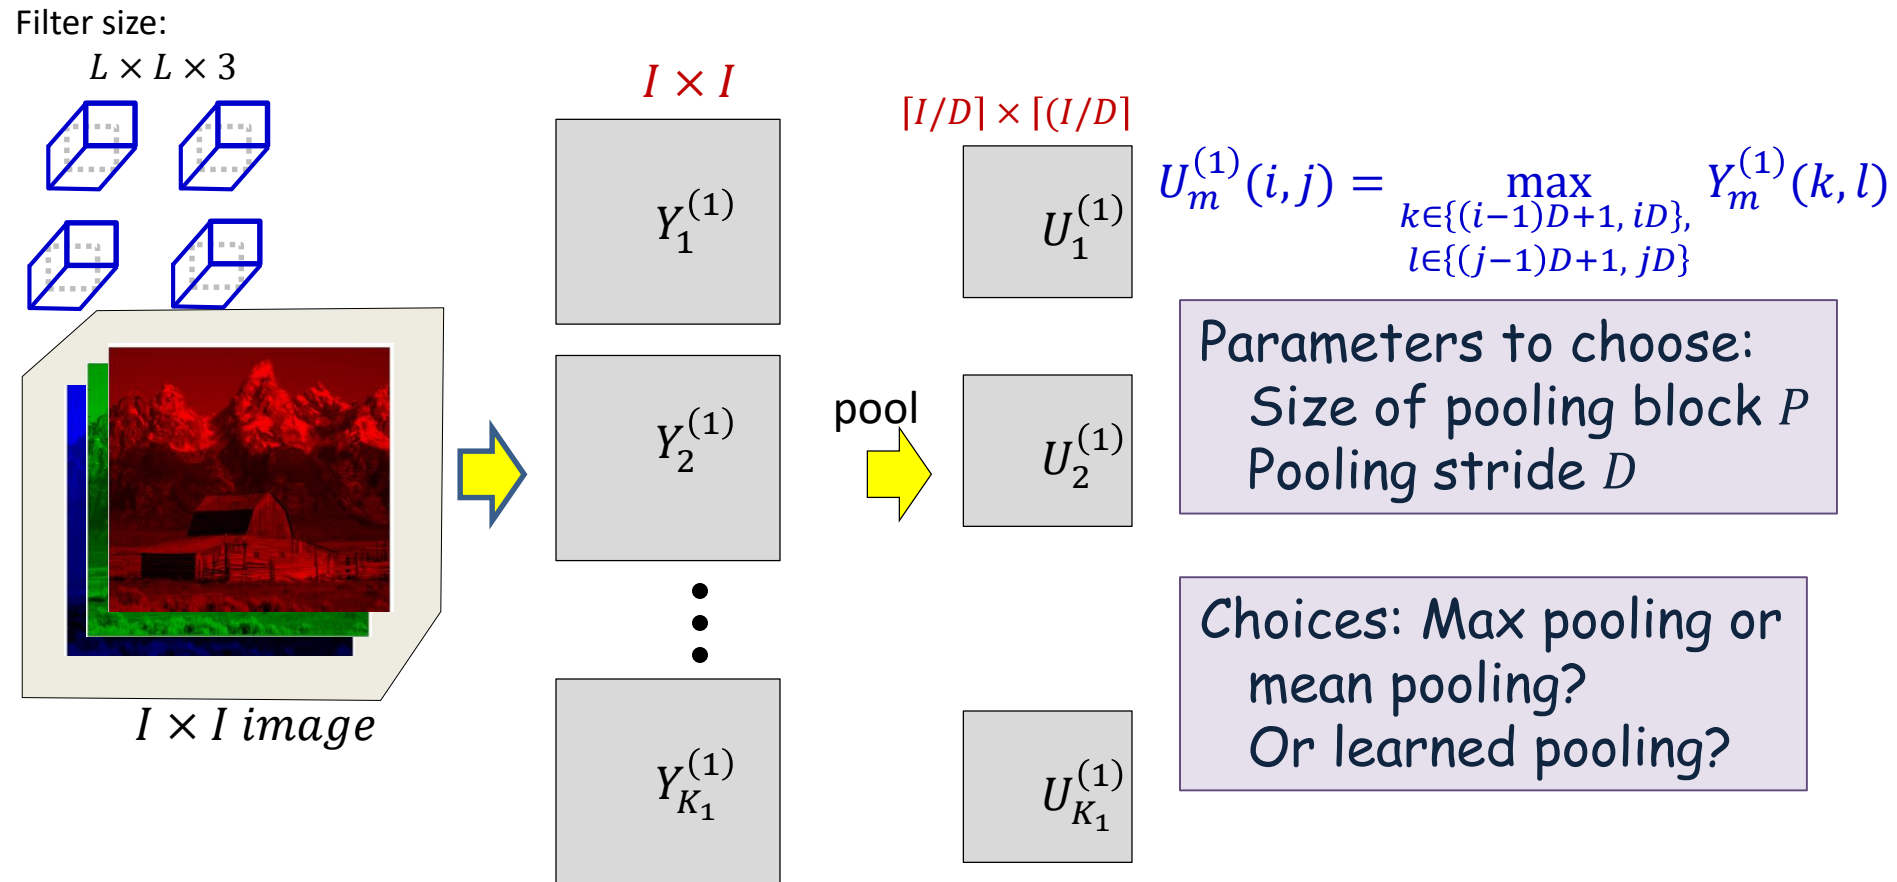 Filter size:
L × L × 3
I × I
⌈I/D⌉ × ⌈(I/D⌉
U_m^{(1)}(i, j) = max_{k∈{(i−1)D+1, iD}, l∈{(j−1)D+1, jD}} Y_m^{(1)}(k, l)
Y_1^{(1)}
U_1^{(1)}
Parameters to choose:
Size of pooling block P
Pooling stride D
pool
Y_2^{(1)}
U_2^{(1)}
I × I image
Choices: Max pooling or
mean pooling?
Or learned pooling?
Y_{K_1}^{(1)}
U_{K_1}^{(1)}